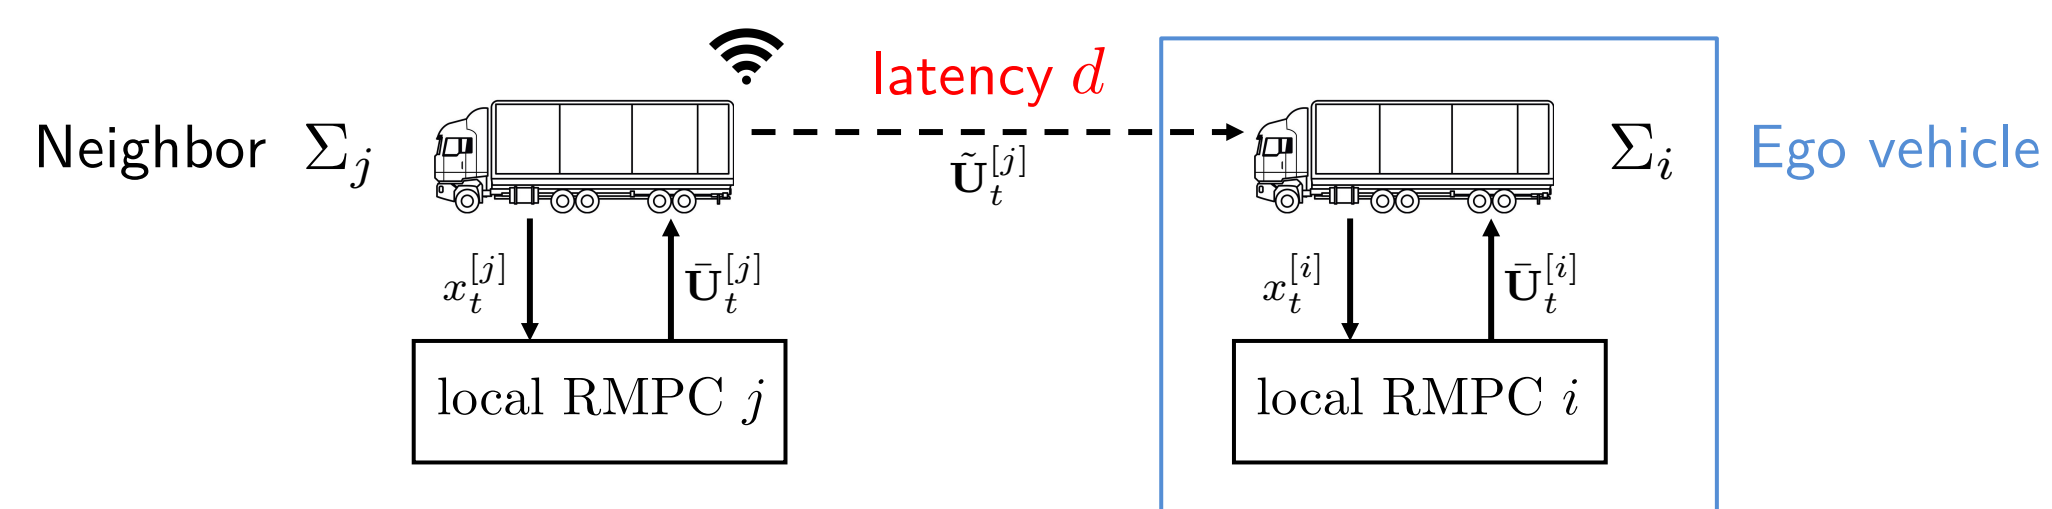 latency d
Neighbor Σ_j
Σ_i Ego vehicle
Ũ_t^[j]
x_t^[j] Ū_t^[j]
x_t^[i] Ū_t^[i]
local RMPC j
local RMPC i